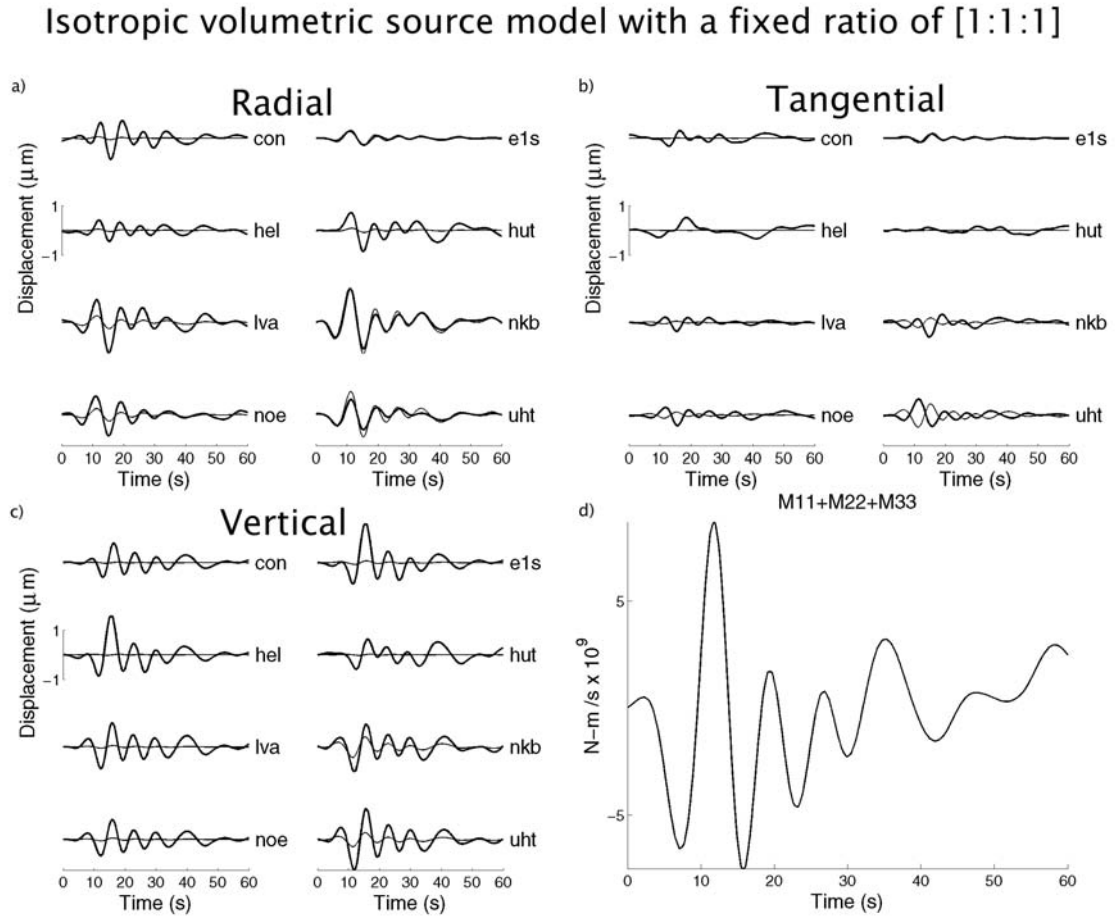 Isotropic volumetric source model with a fixed ratio of [1:1:1]
a)
Radial
Displacement (μm)
con
e1s
1
-1
hel
hut
lva
nkb
noe
uht
0 10 20 30 40 50 60
0 10 20 30 40 50 60
Time (s)
Time (s)
b)
Tangential
Displacement (μm)
con
e1s
1
-1
hel
hut
lva
nkb
noe
uht
0 10 20 30 40 50 60
0 10 20 30 40 50 60
Time (s)
Time (s)
c)
Vertical
Displacement (μm)
con
e1s
1
-1
hel
hut
lva
nkb
noe
uht
0 10 20 30 40 50 60
0 10 20 30 40 50 60
Time (s)
Time (s)
d)
M11+M22+M33
N-m /s x 10^9
5
-5
0 10 20 30 40 50 60
Time (s)